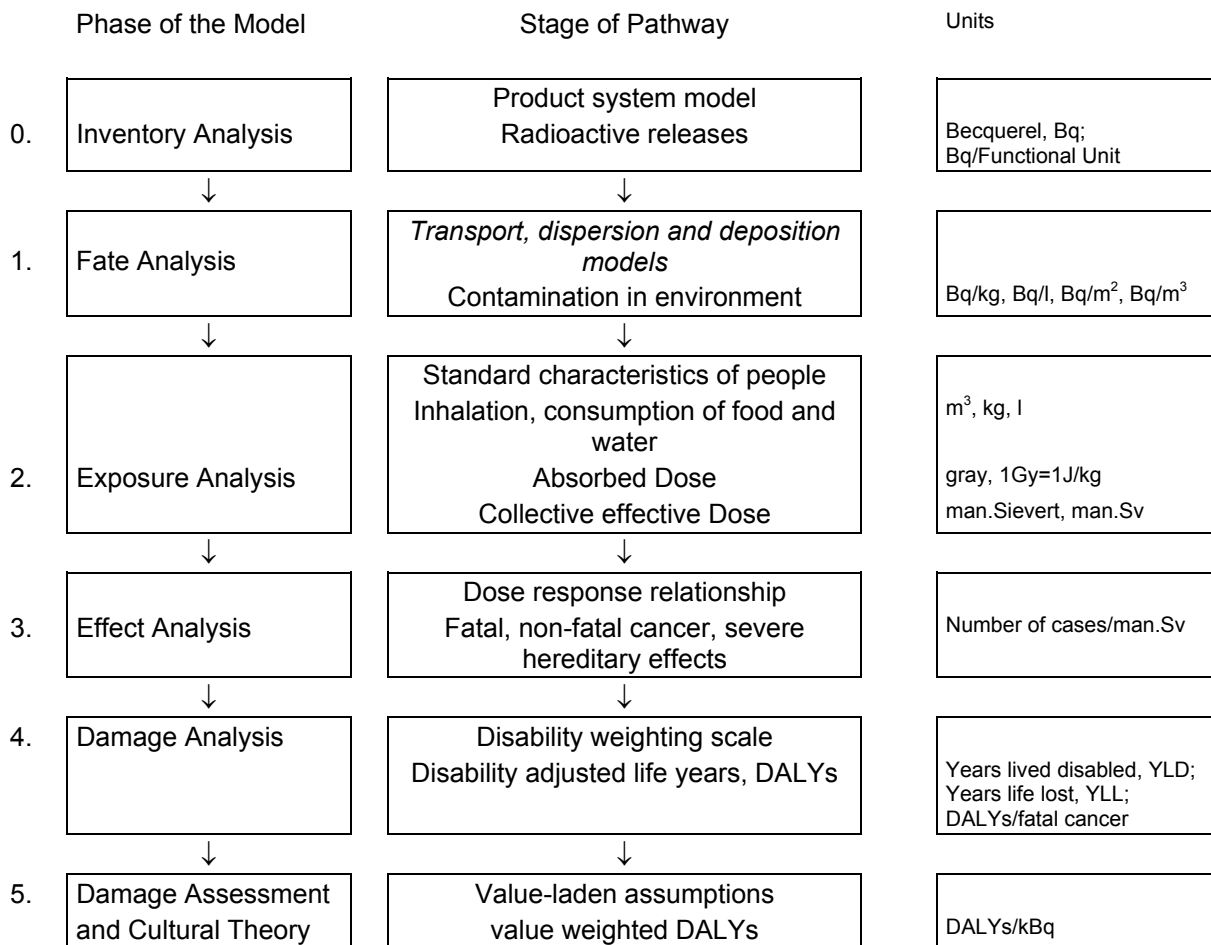 Phase of the Model
Stage of Pathway
Units
0.
Inventory Analysis
Product system model
Radioactive releases
Becquerel, Bq;
Bq/Functional Unit
↓
↓
1.
Fate Analysis
Transport, dispersion and deposition
models
Contamination in environment
Bq/kg, Bq/l, Bq/m², Bq/m³
↓
↓
2.
Exposure Analysis
Standard characteristics of people
Inhalation, consumption of food and
water
Absorbed Dose
Collective effective Dose
m³, kg, l
gray, 1Gy=1J/kg
man.Sievert, man.Sv
↓
↓
3.
Effect Analysis
Dose response relationship
Fatal, non-fatal cancer, severe
hereditary effects
Number of cases/man.Sv
↓
↓
4.
Damage Analysis
Disability weighting scale
Disability adjusted life years, DALYs
Years lived disabled, YLD;
Years life lost, YLL;
DALYs/fatal cancer
↓
↓
5.
Damage Assessment
and Cultural Theory
Value-laden assumptions
value weighted DALYs
DALYs/kBq